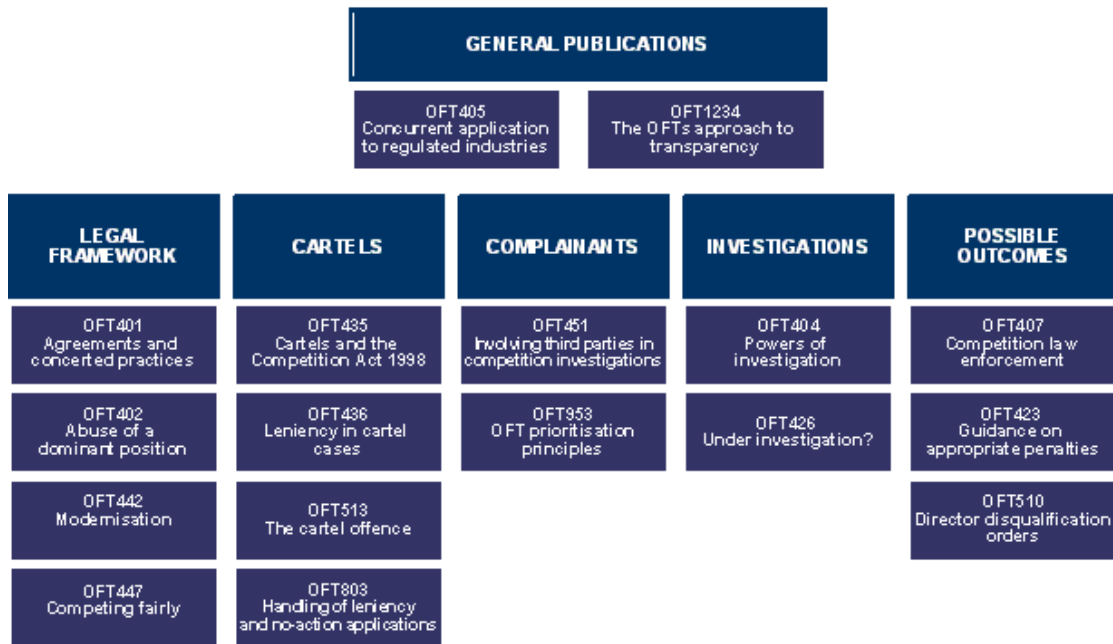 GENERAL PUBLICATIONS
OFT405
Concurrent application
to regulated industries
OFT1234
The OFTs approach to
transparency
LEGAL
FRAMEWORK
OFT401
Agreements and
concerted practices
OFT402
Abuse of a
dominant position
OFT442
Modernisation
OFT447
Competing fairly
CARTELS
OFT435
Cartels and the
Competition Act 1998
OFT436
Leniency in cartel
cases
OFT513
The cartel offence
OFT803
Handling of leniency
and no-action applications
COMPLAINANTS
OFT451
Involving third parties in
competition investigations
OFT953
OFT prioritisation
principles
INVESTIGATIONS
OFT404
Powers of
investigation
OFT426
Under investigation?
POSSIBLE
OUTCOMES
OFT407
Competition law
enforcement
OFT423
Guidance on
appropriate penalties
OFT510
Director disqualification
orders